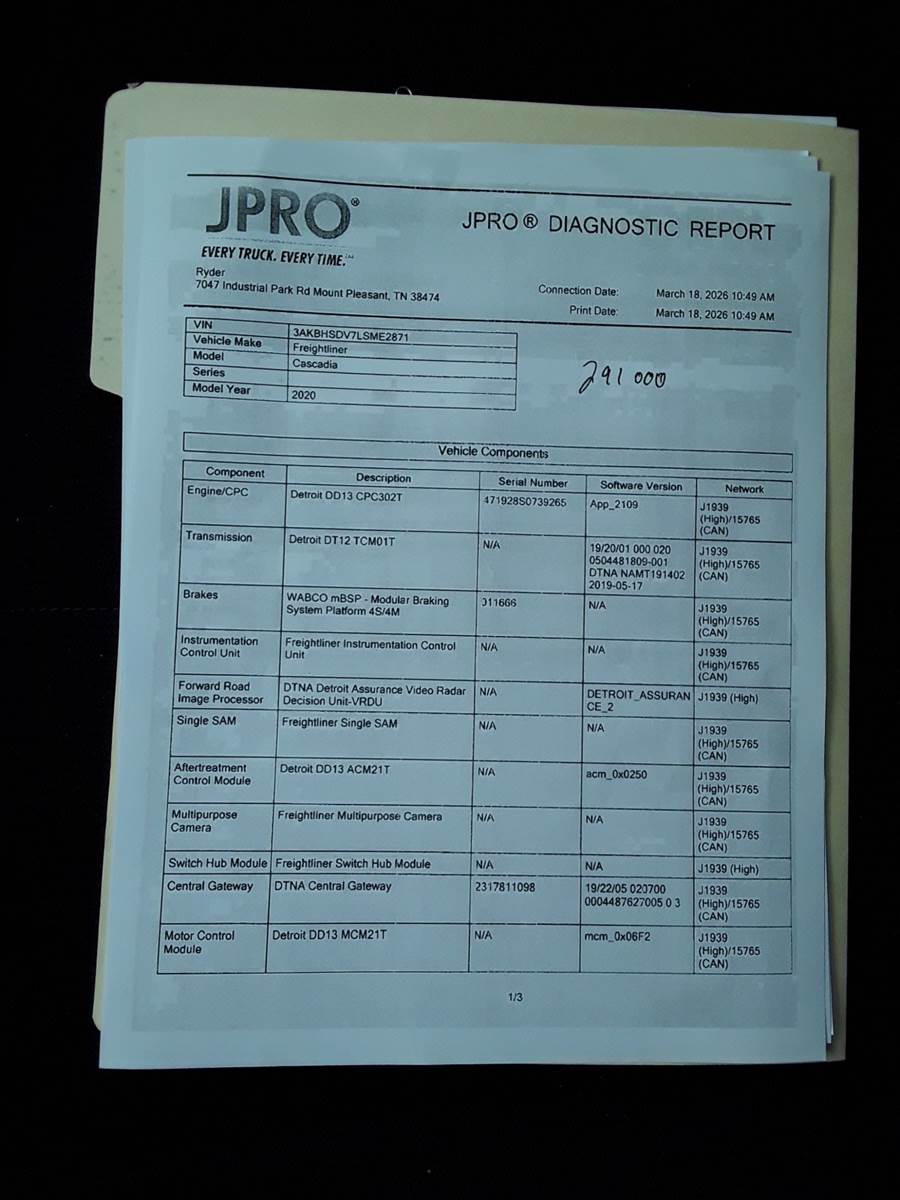 JPRO®
JPRO® DIAGNOSTIC REPORT
EVERY TRUCK. EVERY TIME.™
Ryder
7047 Industrial Park Rd Mount Pleasant, TN 38474
Connection Date: March 18, 2026 10:49 AM
Print Date: March 18, 2026 10:49 AM
VIN 3AKBHSDV7LSME2871
Vehicle Make Freightliner
Model Cascadia
Series
Model Year 2020
291 000
Vehicle Components
Component Description Serial Number Software Version Network
Engine/CPC Detroit DD13 CPC302T 471928S0739265 App_2109 J1939
(High)/15765
(CAN)
Transmission Detroit DT12 TCM01T N/A 19/20/01 000 020 J1939
0504481809-001 (High)/15765
DTNA NAMT191402 (CAN)
2019-05-17
Brakes WABCO mBSP - Modular Braking 011666 N/A J1939
System Platform 4S/4M (High)/15765
(CAN)
Instrumentation Freightliner Instrumentation Control N/A N/A J1939
Control Unit Unit (High)/15765
(CAN)
Forward Road DTNA Detroit Assurance Video Radar N/A DETROIT_ASSURAN J1939 (High)
Image Processor Decision Unit-VRDU CE_2
Single SAM Freightliner Single SAM N/A N/A J1939
(High)/15765
(CAN)
Aftertreatment Detroit DD13 ACM21T N/A acm_0x0250 J1939
Control Module (High)/15765
(CAN)
Multipurpose Freightliner Multipurpose Camera N/A N/A J1939
Camera (High)/15765
(CAN)
Switch Hub Module Freightliner Switch Hub Module N/A N/A J1939 (High)
Central Gateway DTNA Central Gateway 2317811098 19/22/05 020700 J1939
0004487627005 0 3 (High)/15765
(CAN)
Motor Control Detroit DD13 MCM21T N/A mcm_0x06F2 J1939
Module (High)/15765
(CAN)
1/3